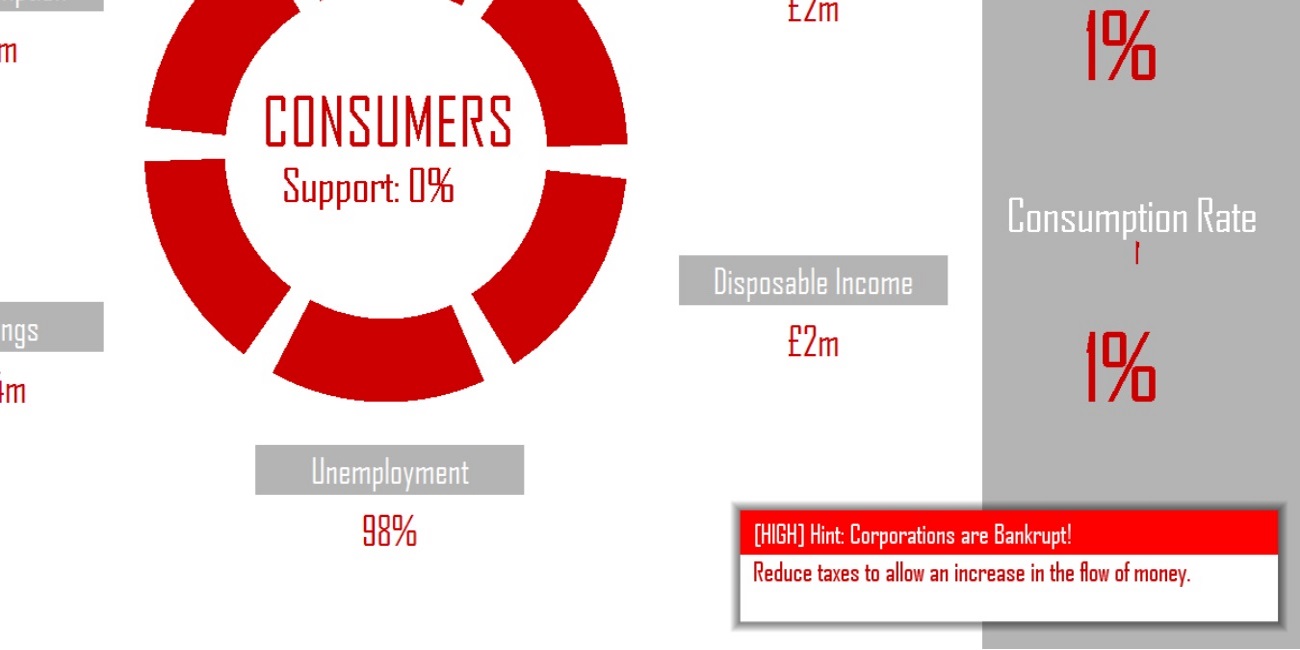 m
£2m
1%
CONSUMERS
Support: 0%
Consumption Rate
Disposable Income
£2m
ngs
4m
1%
Unemployment
98%
[HIGH] Hint: Corporations are Bankrupt!
Reduce taxes to allow an increase in the flow of money.